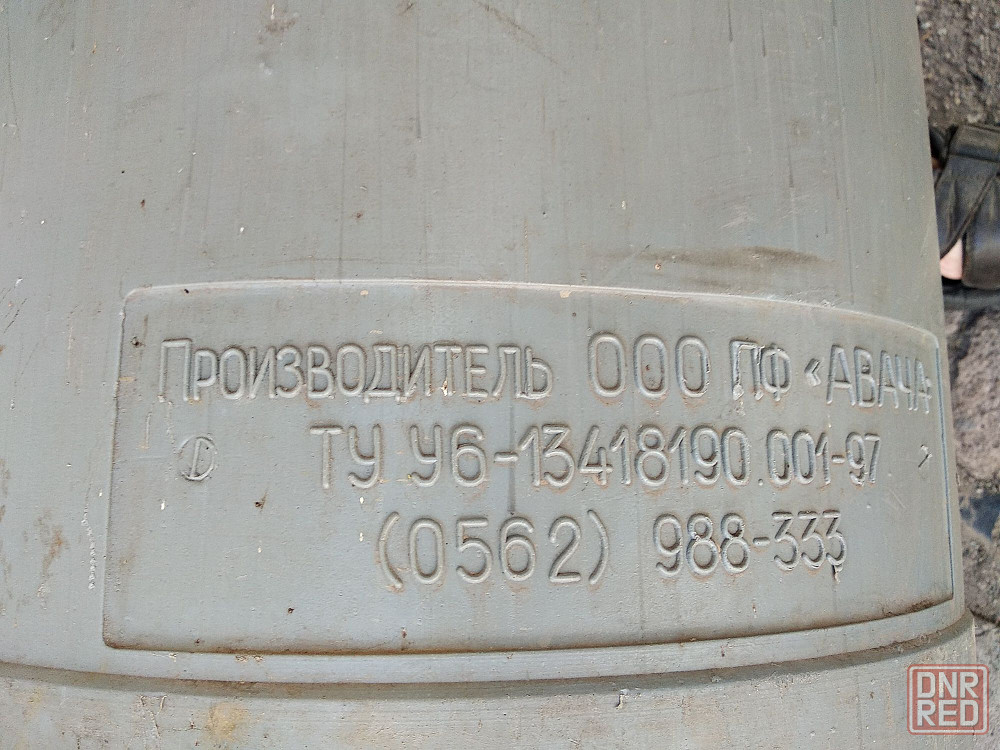 ПРОИЗВОДИТЕЛЬ ООО ПФ «АВАЧА
ТУ У6-13418190.001-97
(0562) 988-333
DNR
RED